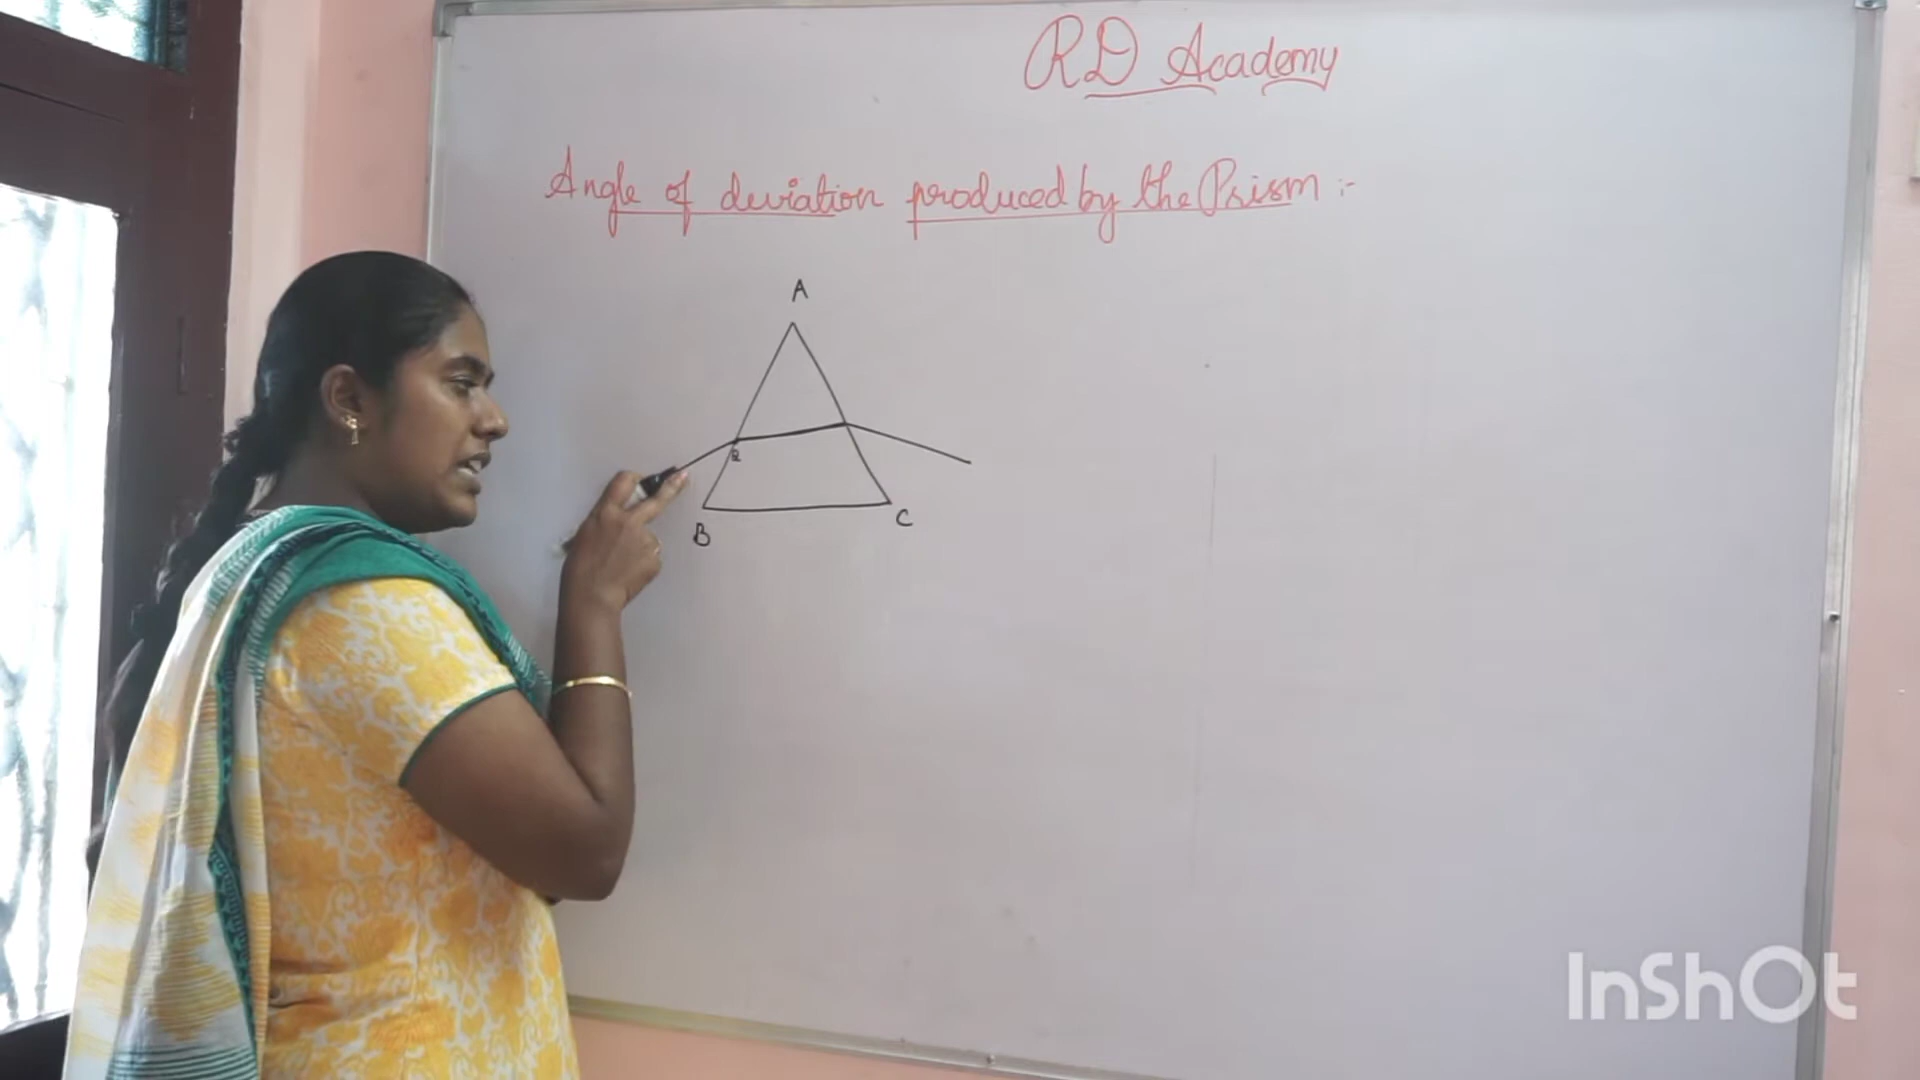 RD Academy
Angle of deviation produced by the Prism :-
A
Q
B
C
InShOt